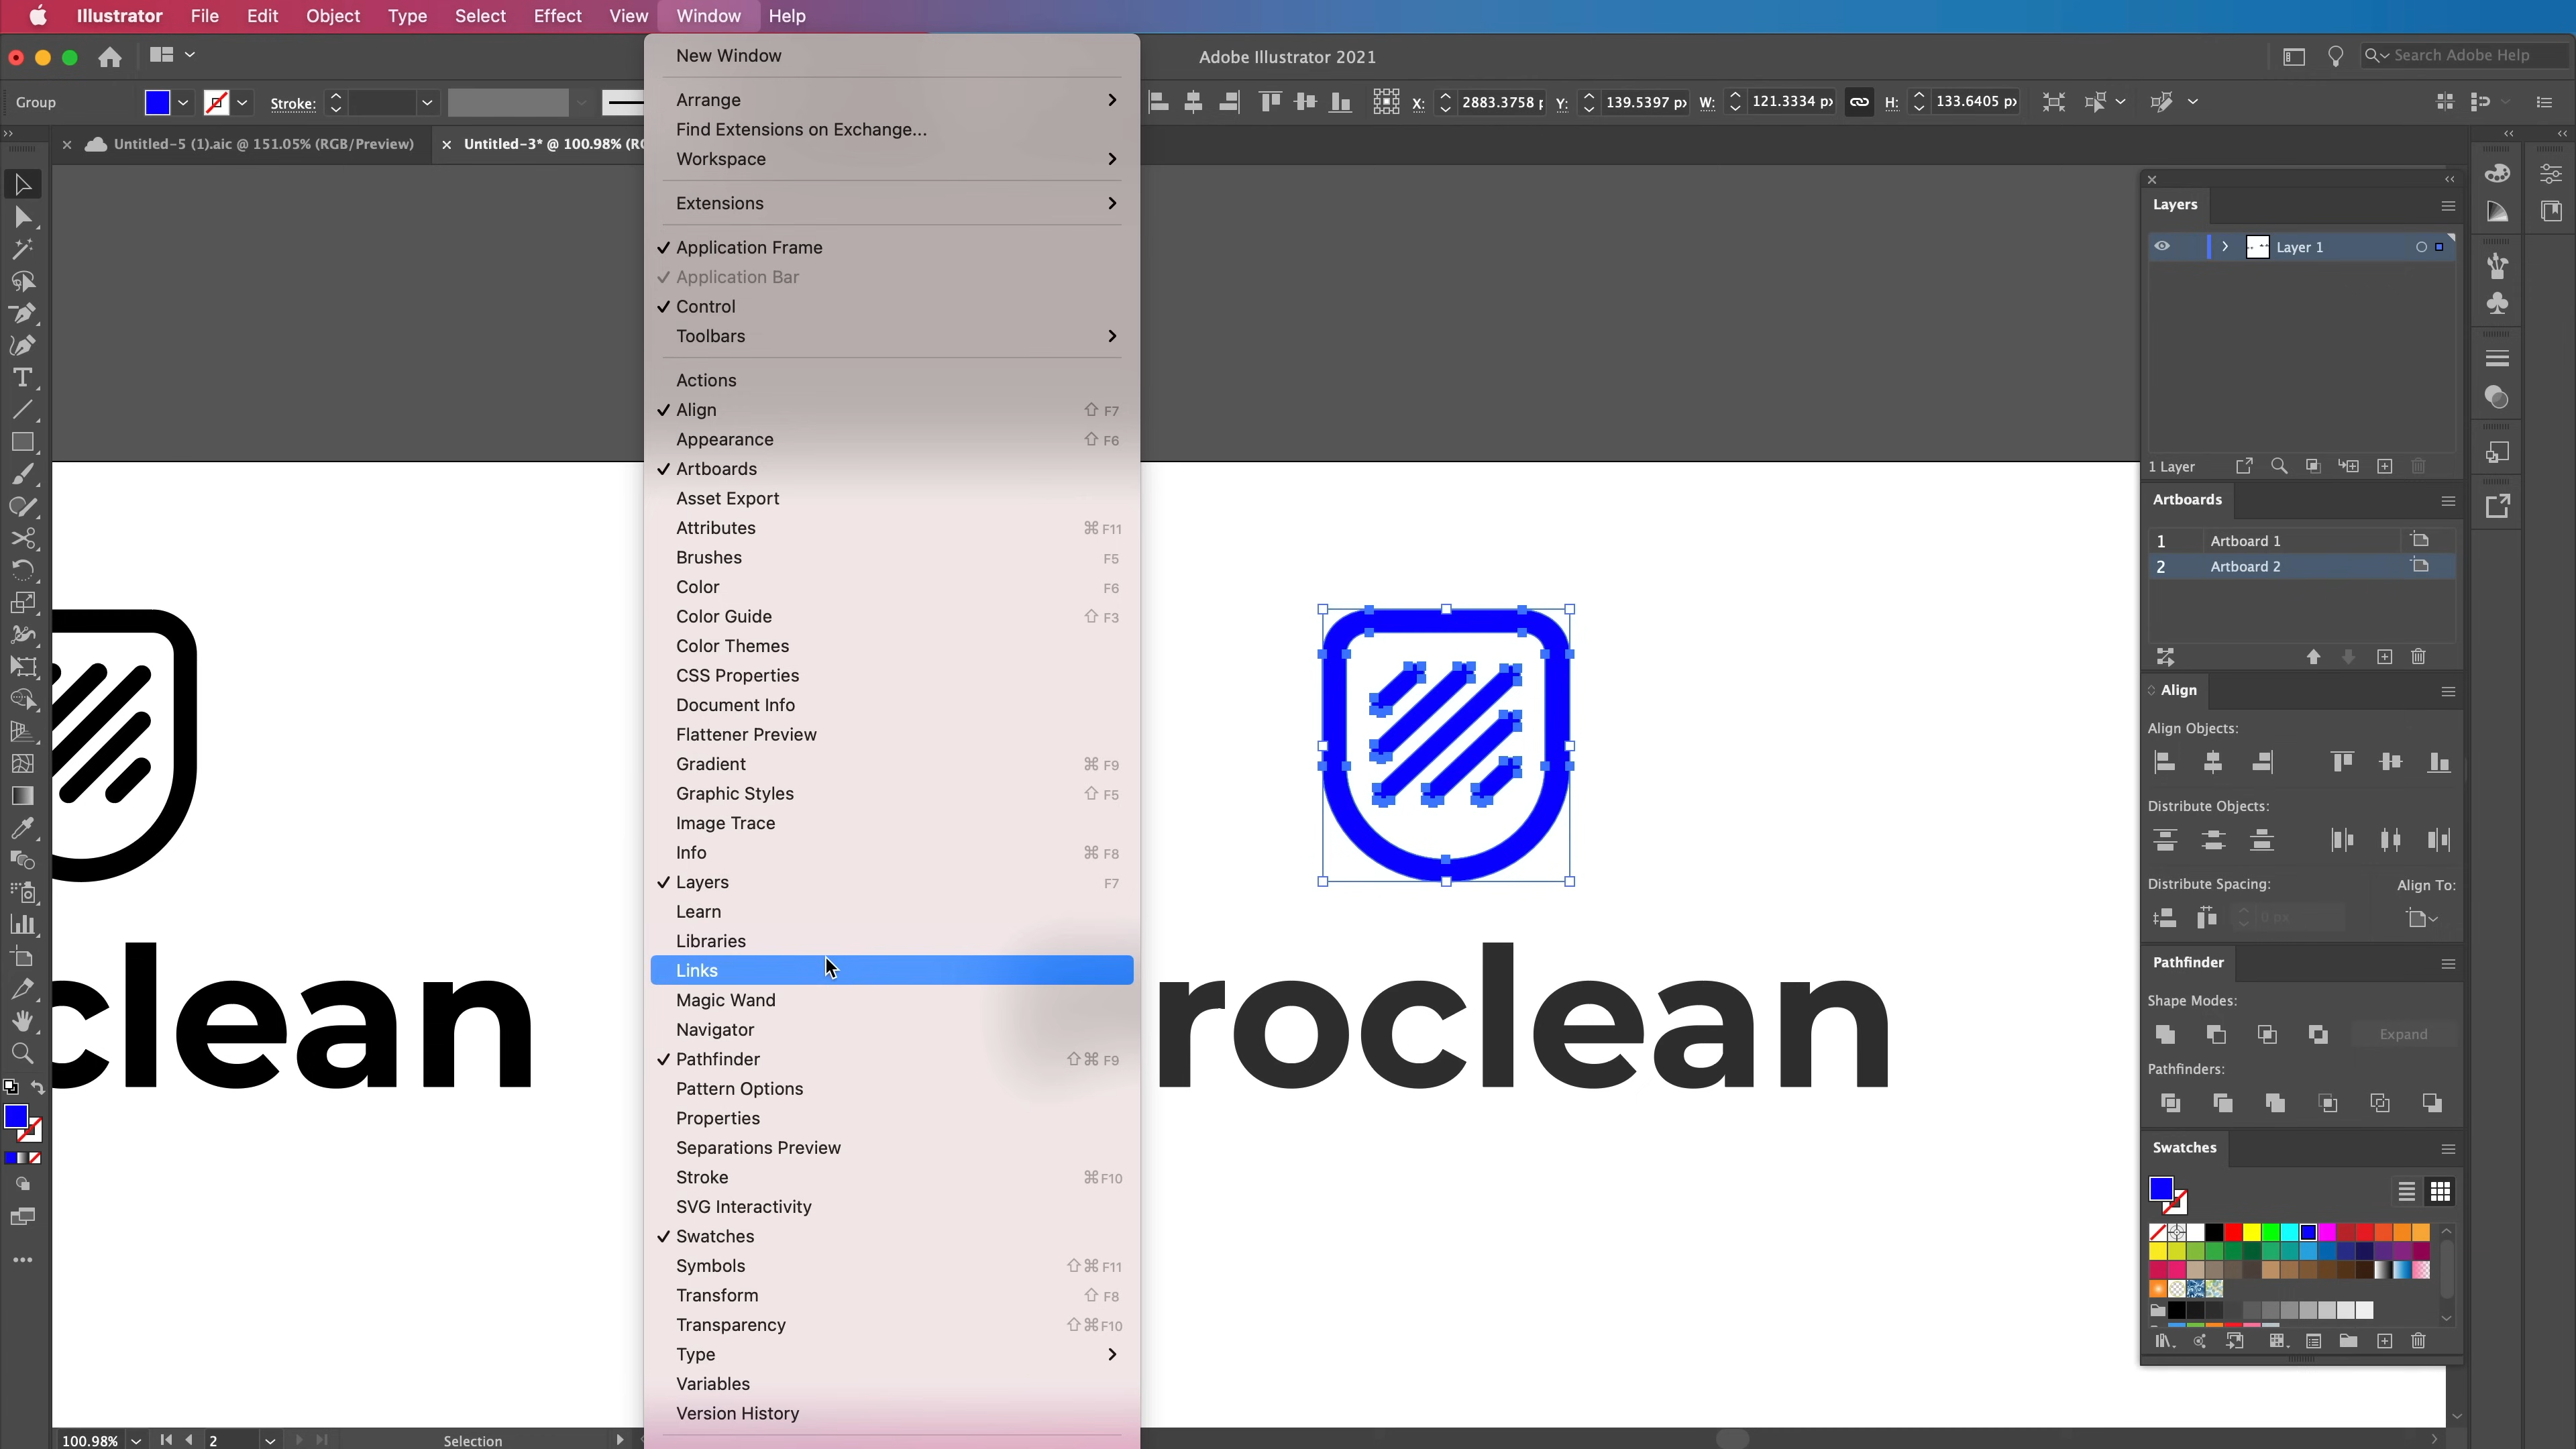 Illustrator File Edit Object Type Select Effect View Window Help
Adobe Illustrator 2021
Search Adobe Help
Group
Stroke:
X: 2883.3758 Y: 139.5397 px W: 121.3334 px H: 133.6405 px
Untitled-5 (1).aic @ 151.05% (RGB/Preview)
Untitled-3* @ 100.98%
New Window
Arrange
Find Extensions on Exchange...
Workspace
Extensions
✓ Application Frame
✓ Application Bar
✓ Control
Toolbars
Actions
✓ Align ⇧ F7
Appearance ⇧ F6
✓ Artboards
Asset Export
Attributes ⌘ F11
Brushes F5
Color F6
Color Guide ⇧ F3
Color Themes
CSS Properties
Document Info
Flattener Preview
Gradient ⌘ F9
Graphic Styles ⇧ F5
Image Trace
Info ⌘ F8
✓ Layers F7
Learn
Libraries
Links
Magic Wand
Navigator
✓ Pathfinder ⇧⌘ F9
Pattern Options
Properties
Separations Preview
Stroke ⌘F10
SVG Interactivity
✓ Swatches
Symbols ⇧⌘F11
Transform ⇧ F8
Transparency ⇧⌘F10
Type
Variables
Version History
clean
roclean
Layers
Layer 1
1 Layer
Artboards
1 Artboard 1
2 Artboard 2
Align
Align Objects:
Distribute Objects:
Distribute Spacing: Align To:
0 px
Pathfinder
Shape Modes:
Expand
Pathfinders:
Swatches
100.98% 2 Selection